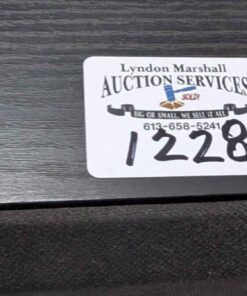 Lyndon Marshall
AUCTION SERVICES
SOLD!
BIG OR SMALL, WE SELL IT ALL
613-658-5241
1228